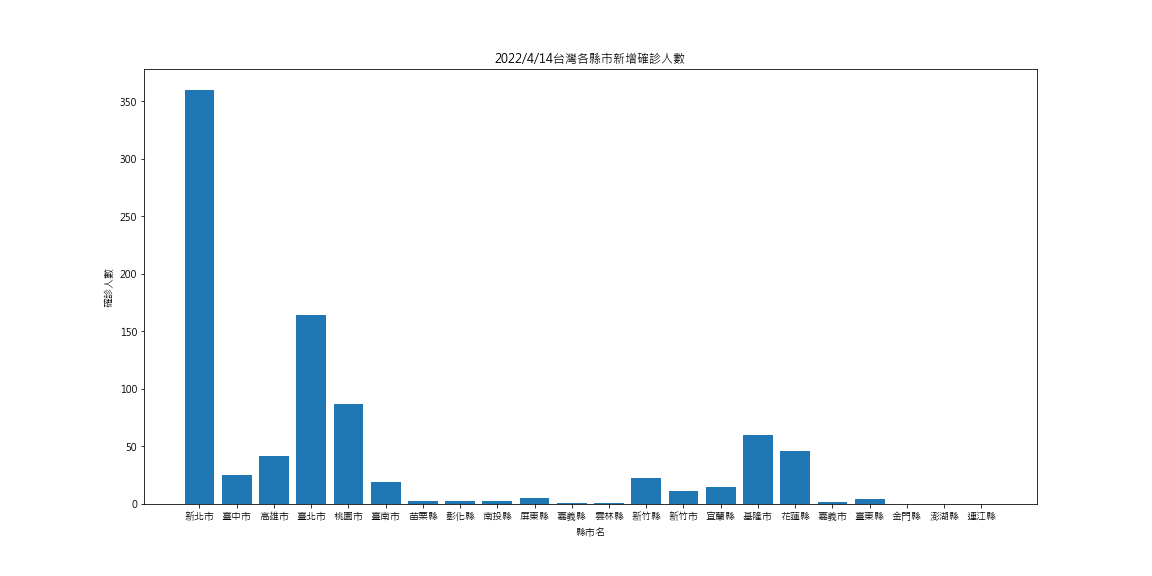 2022/4/14台灣各縣市新增確診人數
確診人數
350
300
250
200
150
100
50
0
新北市 臺中市 高雄市 臺北市 桃園市 臺南市 苗栗縣 彰化縣 南投縣 屏東縣 嘉義縣 雲林縣 新竹縣 新竹市 宜蘭縣 基隆市 花蓮縣 嘉義市 臺東縣 金門縣 澎湖縣 連江縣
縣市名